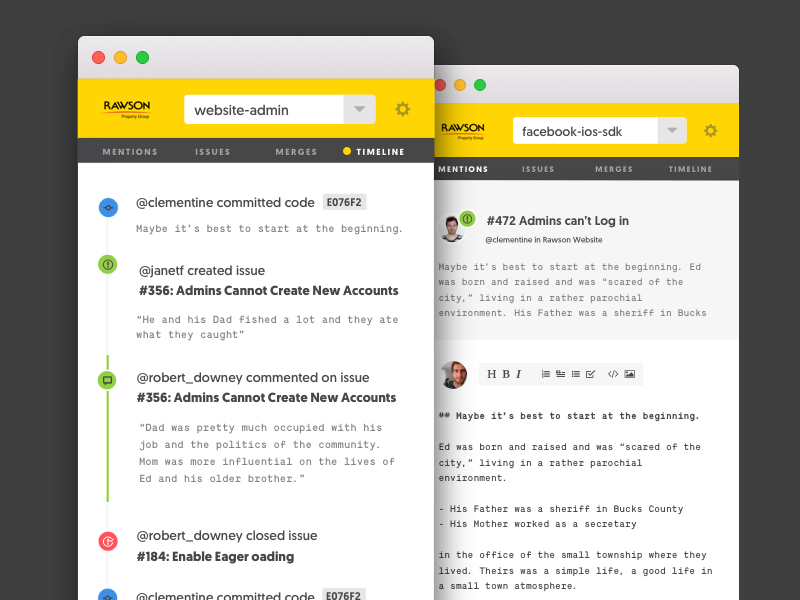 RAWSON
Property Group
website-admin
MENTIONS ISSUES MERGES TIMELINE
@clementine committed code E076F2
Maybe it's best to start at the beginning.
@janetf created issue
#356: Admins Cannot Create New Accounts
“He and his Dad fished a lot and they ate
what they caught”
@robert_downey commented on issue
#356: Admins Cannot Create New Accounts
“Dad was pretty much occupied with his
job and the politics of the community.
Mom was more influential on the lives of
Ed and his older brother.”
@robert_downey closed issue
#184: Enable Eager oading
@clementine committed code E076F2
RAWSON
Property Group
facebook-ios-sdk
MENTIONS ISSUES MERGES TIMELINE
#472 Admins can't Log in
@clementine in Rawson Website
Maybe it's best to start at the beginning. Ed
was born and raised and was “scared of the
city,” living in a rather parochial
environment. His Father was a sheriff in Bucks
H B I
## Maybe it's best to start at the beginning.
Ed was born and raised and was “scared of the
city,” living in a rather parochial
environment.
- His Father was a sheriff in Bucks County
- His Mother worked as a secretary
in the office of the small township where they
lived. Theirs was a simple life, a good life in
a small town atmosphere.